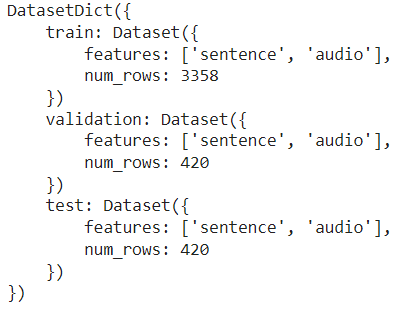 DatasetDict({
    train: Dataset({
        features: ['sentence', 'audio'],
        num_rows: 3358
    })
    validation: Dataset({
        features: ['sentence', 'audio'],
        num_rows: 420
    })
    test: Dataset({
        features: ['sentence', 'audio'],
        num_rows: 420
    })
})